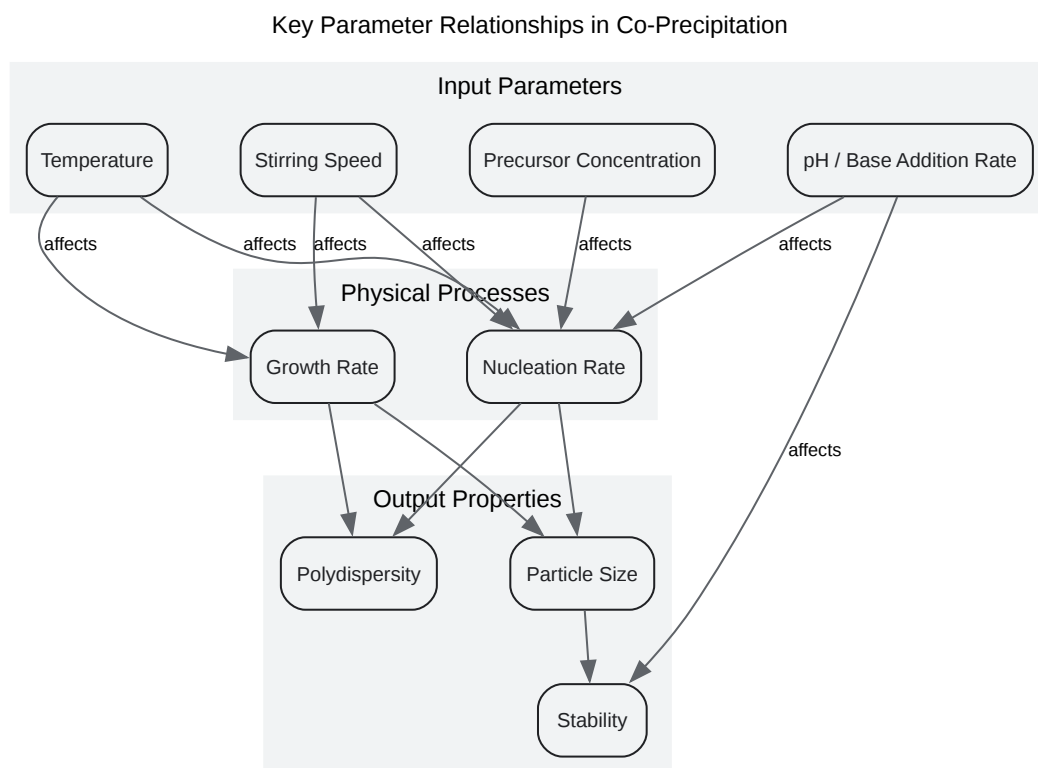 Key Parameter Relationships in Co-Precipitation
Input Parameters
Temperature
Stirring Speed
Precursor Concentration
pH / Base Addition Rate
affects
affects
affects
affects
affects
affects
Physical Processes
Growth Rate
Nucleation Rate
affects
Output Properties
Polydispersity
Particle Size
Stability